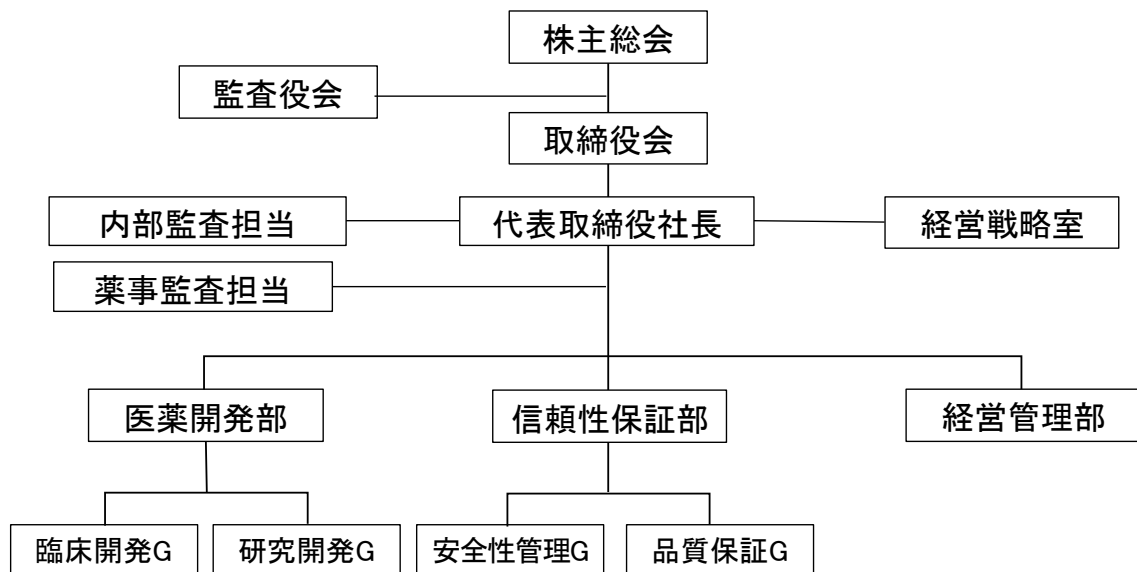 株主総会
監査役会
取締役会
内部監査担当
代表取締役社長
経営戦略室
薬事監査担当
医薬開発部
信頼性保証部
経営管理部
臨床開発G
研究開発G
安全性管理G
品質保証G